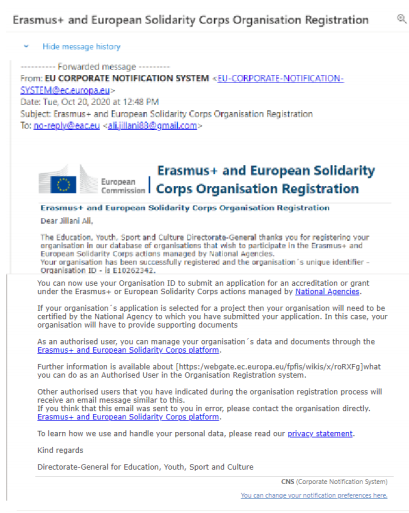 Erasmus+ and European Solidarity Corps Organisation Registration
Hide message history
---------- Forwarded message ---------
From: EU CORPORATE NOTIFICATION SYSTEM <EU-CORPORATE-NOTIFICATION-
SYSTEM@ec.europa.eu>
Date: Tue, Oct 20, 2020 at 12:48 PM
Subject: Erasmus+ and European Solidarity Corps Organisation Registration
To: no-reply@eac.eu <ali.jillani88@gmail.com>
European
Commission
Erasmus+ and European Solidarity
Corps Organisation Registration
Erasmus+ and European Solidarity Corps Organisation Registration
Dear Jillani Ali,
The Education, Youth, Sport and Culture Directorate-General thanks you for registering your
organisation in our database of organisations that wish to participate in the Erasmus+ and
European Solidarity Corps actions managed by National Agencies.
Your organisation has been successfully registered and the organisation´s unique identifier -
Organisation ID - is E10262342.
You can now use your Organisation ID to submit an application for an accreditation or grant
under the Erasmus+ or European Solidarity Corps actions managed by National Agencies.
If your organisation´s application is selected for a project then your organisation will need to be
certified by the National Agency to which you have submitted your application. In this case, your
organisation will have to provide supporting documents
As an authorised user, you can manage your organisation´s data and documents through the
Erasmus+ and European Solidarity Corps platform.
Further information is available about [https://webgate.ec.europa.eu/fpfis/wikis/x/roRXFg]what
you can do as an Authorised User in the Organisation Registration system.
Other authorised users that you have indicated during the organisation registration process will
receive an email message similar to this.
If you think that this email was sent to you in error, please contact the organisation directly.
Erasmus+ and European Solidarity Corps platform.
To learn how we use and handle your personal data, please read our privacy statement.
Kind regards
Directorate-General for Education, Youth, Sport and Culture
CNS (Corporate Notification System)
You can change your notification preferences here.